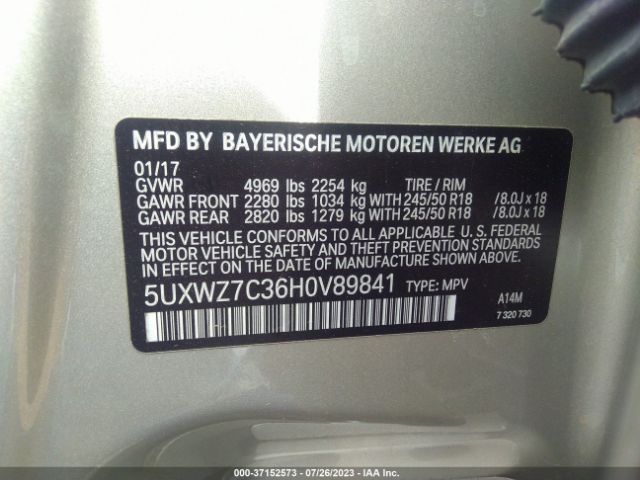 MFD BY BAYERISCHE MOTOREN WERKE AG
01/17
GVWR 4969 lbs 2254 kg TIRE / RIM
GAWR FRONT 2280 lbs 1034 kg WITH 245/50 R18 /8.0J x 18
GAWR REAR 2820 lbs 1279 kg WITH 245/50 R18 /8.0J x 18
THIS VEHICLE CONFORMS TO ALL APPLICABLE U. S. FEDERAL
MOTOR VEHICLE SAFETY AND THEFT PREVENTION STANDARDS
IN EFFECT ON THE DATE OF MANUFACTURE SHOWN ABOVE.
5UXWZ7C36H0V89841 TYPE: MPV
A14M
7 320 730
© - 37152573 - 07/26/2023 - IAA Inc.